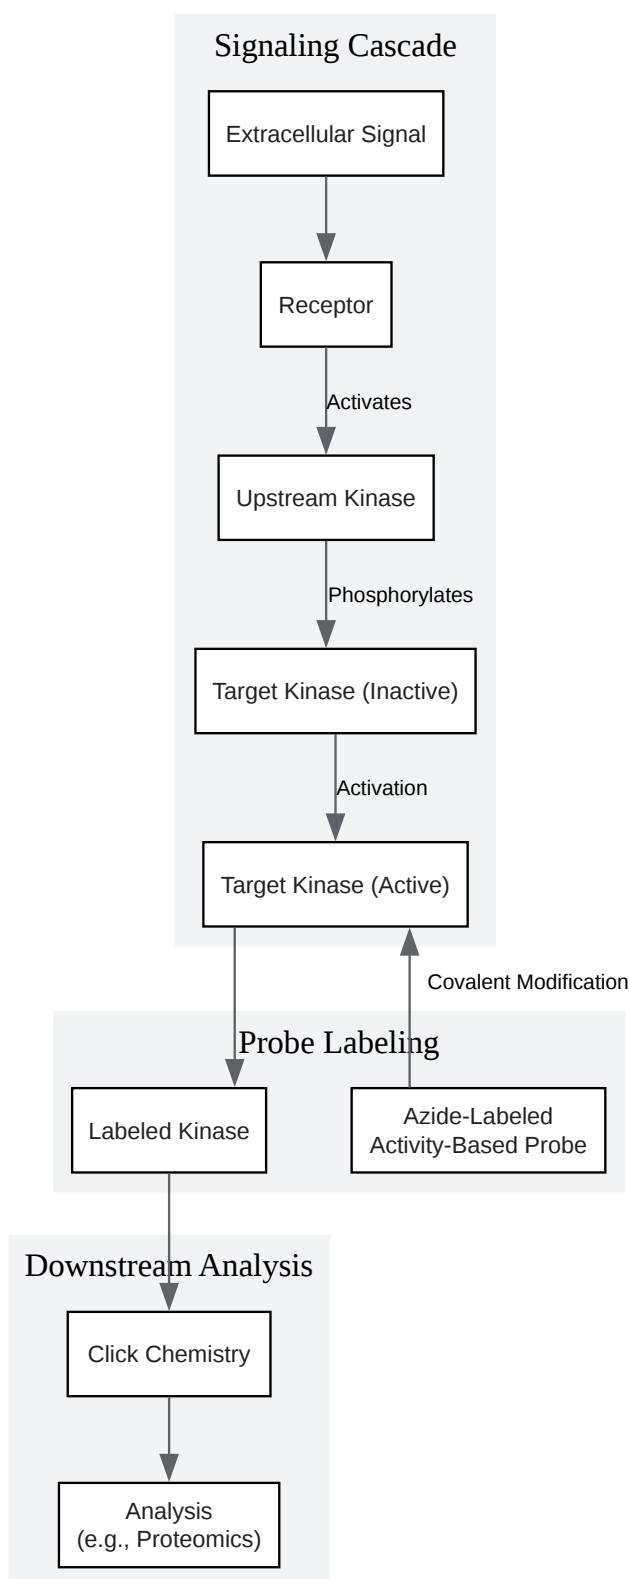 Signaling Cascade
Extracellular Signal
Receptor
Activates
Upstream Kinase
Phosphorylates
Target Kinase (Inactive)
Activation
Target Kinase (Active)
Covalent Modification
Probe Labeling
Labeled Kinase
Azide-Labeled
Activity-Based Probe
Downstream Analysis
Click Chemistry
Analysis
(e.g., Proteomics)